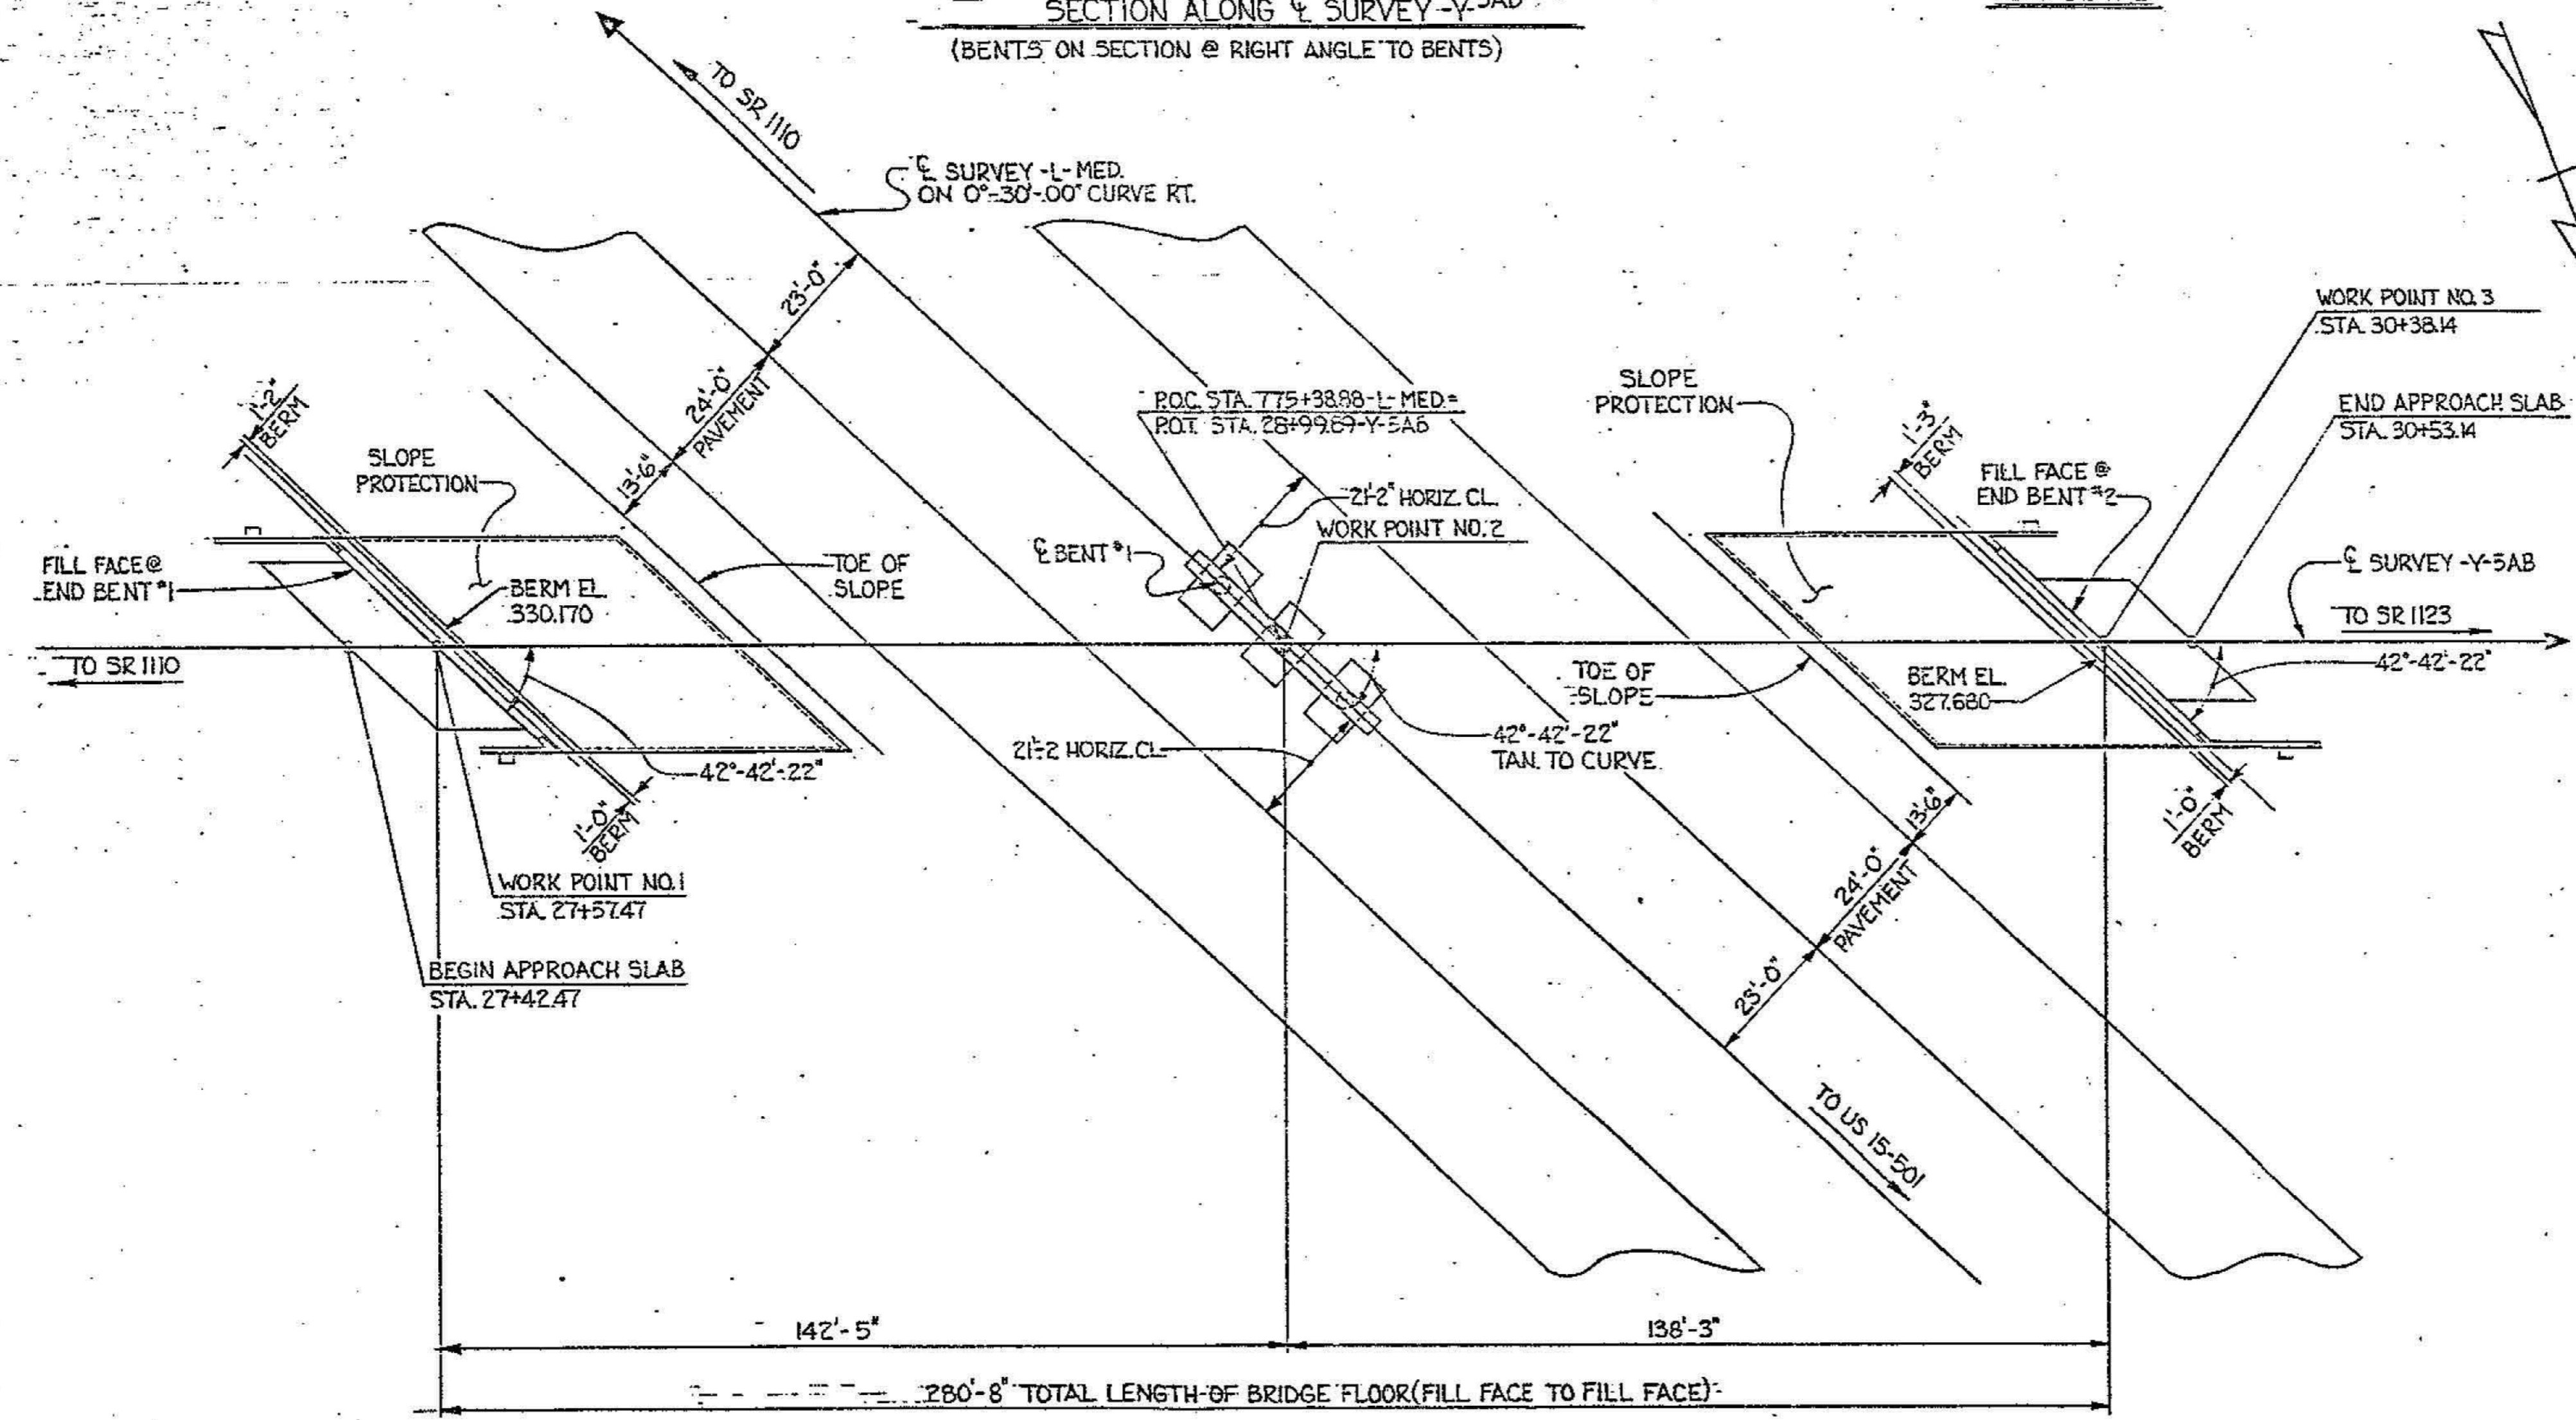 SECTION ALONG ℄ SURVEY -Y-5AB
(BENTS ON SECTION @ RIGHT ANGLE TO BENTS)
TO SR 1110
℄ SURVEY -L- MED.
ON 0°-30'-00" CURVE RT.
23'-0"
24'-0"
PAVEMENT
13'-6"
1'-2"
BERM
SLOPE
PROTECTION
FILL FACE @
END BENT #1
BERM EL.
330.170
TOE OF
SLOPE
TO SR 1110
42°-42'-22"
1'-0"
BERM
WORK POINT NO.1
STA. 27+57.47
BEGIN APPROACH SLAB
STA. 27+42.47
P.O.C. STA. 775+38.98-L-MED.=
P.O.T. STA. 28+99.89-Y-5AB
21'-2" HORIZ. CL.
WORK POINT NO. 2
℄ BENT #1
21'-2 HORIZ. CL.
42°-42'-22"
TAN. TO CURVE
SLOPE
PROTECTION
TOE OF
SLOPE
1'-3"
BERM
FILL FACE @
END BENT #2
WORK POINT NO. 3
STA. 30+38.14
END APPROACH SLAB
STA. 30+53.14
℄ SURVEY -Y-5AB
TO SR 1123
42°-42'-22"
BERM EL.
327.680
1'-0"
BERM
13'-6"
24'-0"
PAVEMENT
TO US 15-501
142'-5"
138'-3"
280'-8" TOTAL LENGTH OF BRIDGE FLOOR (FILL FACE TO FILL FACE)